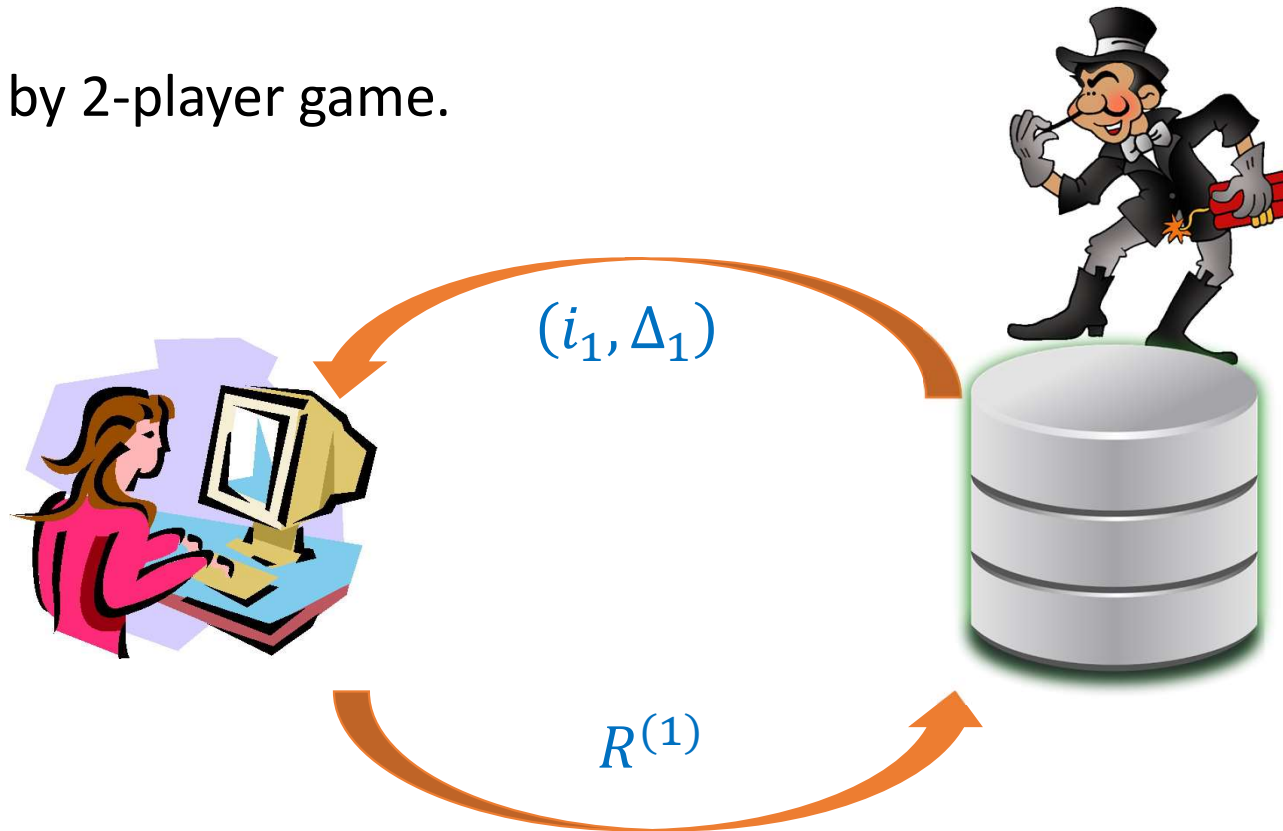 by 2-player game.
(i₁, Δ₁)
R⁽¹⁾